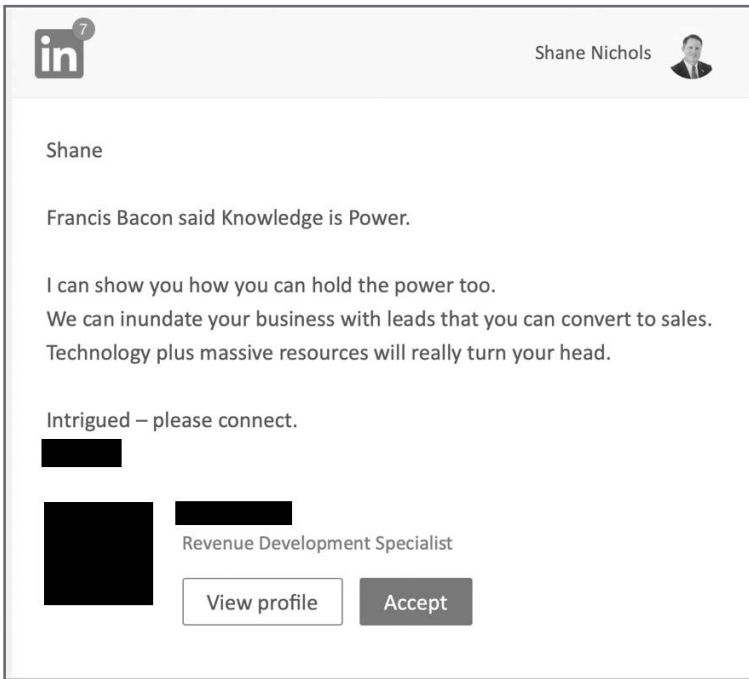 in
7
Shane Nichols
Shane
Francis Bacon said Knowledge is Power.
I can show you how you can hold the power too.
We can inundate your business with leads that you can convert to sales.
Technology plus massive resources will really turn your head.
Intrigued – please connect.
Revenue Development Specialist
View profile
Accept